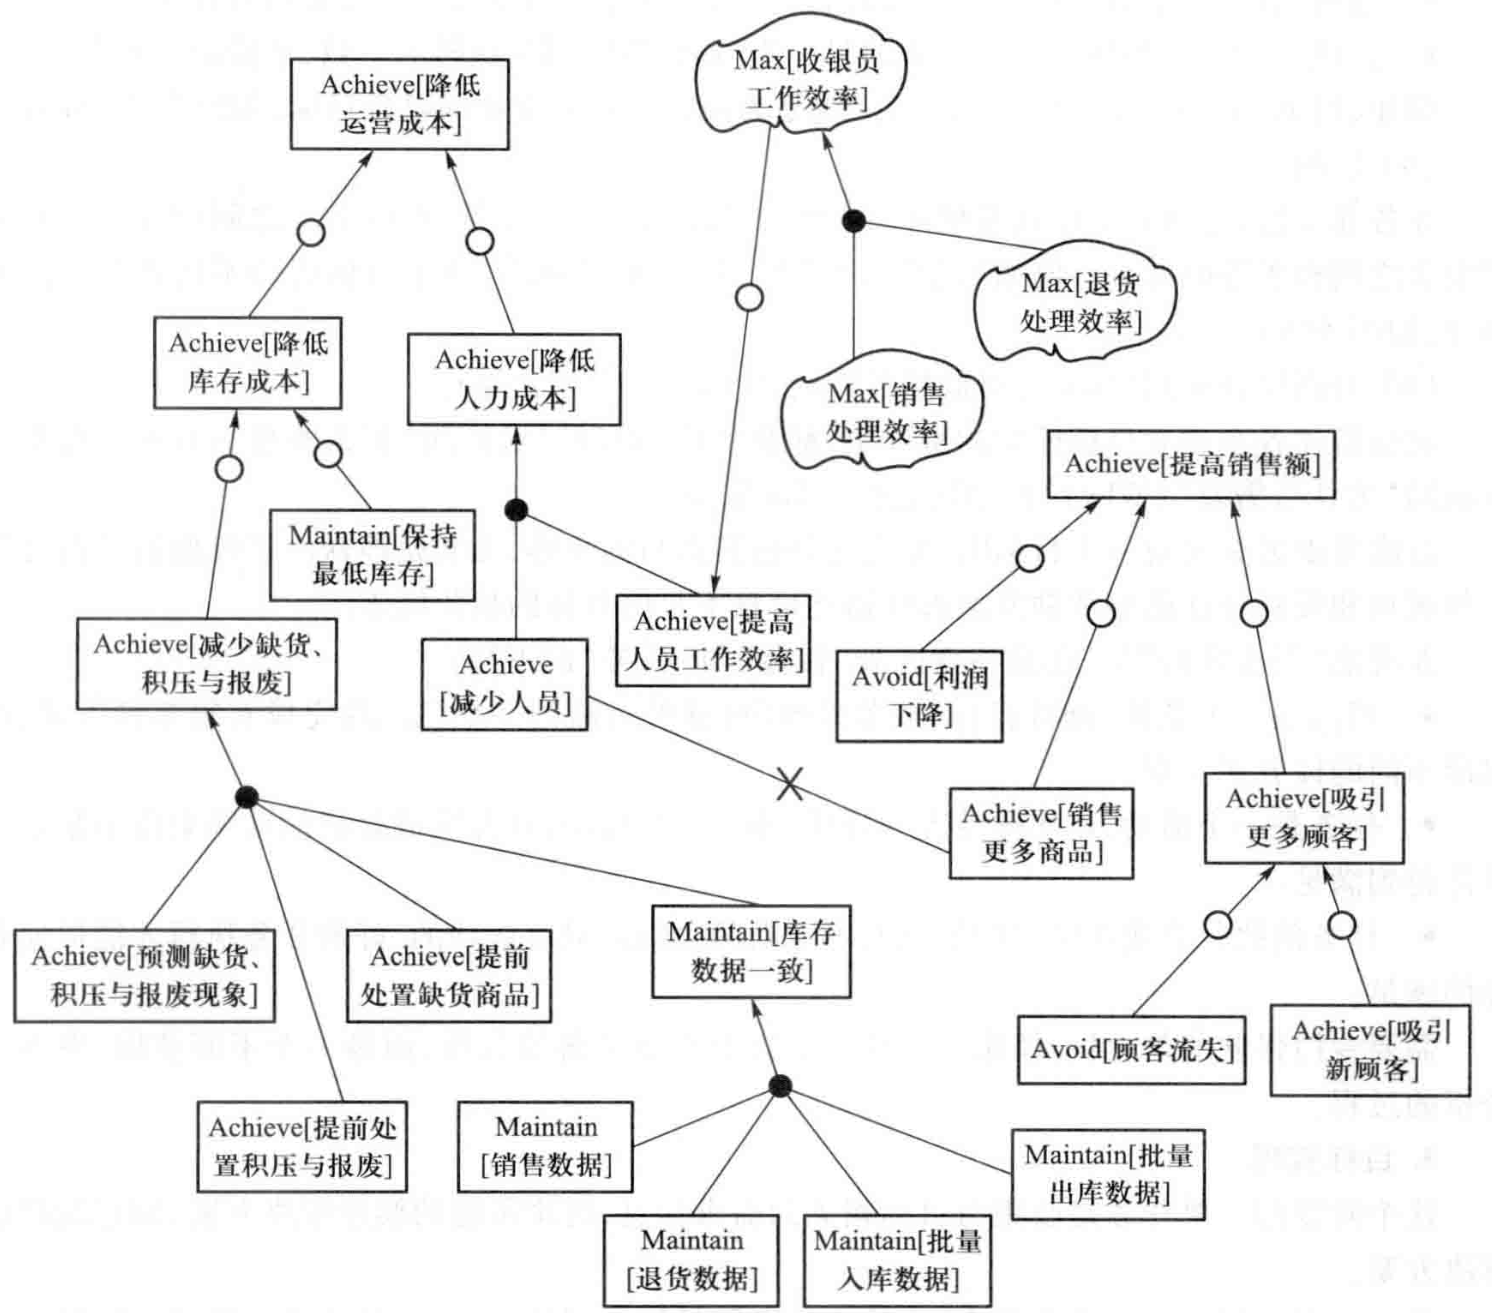 Achieve[降低
运营成本]
Max[收银员
工作效率]
Max[退货
处理效率]
Achieve[降低
库存成本]
Achieve[降低
人力成本]
Max[销售
处理效率]
Achieve[提高销售额]
Maintain[保持
最低库存]
Achieve[减少缺货、
积压与报废]
Achieve
[减少人员]
Achieve[提高
人员工作效率]
Avoid[利润
下降]
Achieve[销售
更多商品]
Achieve[吸引
更多顾客]
Achieve[预测缺货、
积压与报废现象]
Achieve[提前
处置缺货商品]
Maintain[库存
数据一致]
Avoid[顾客流失]
Achieve[吸引
新顾客]
Achieve[提前处
置积压与报废]
Maintain
[销售数据]
Maintain[批量
出库数据]
Maintain
[退货数据]
Maintain[批量
入库数据]